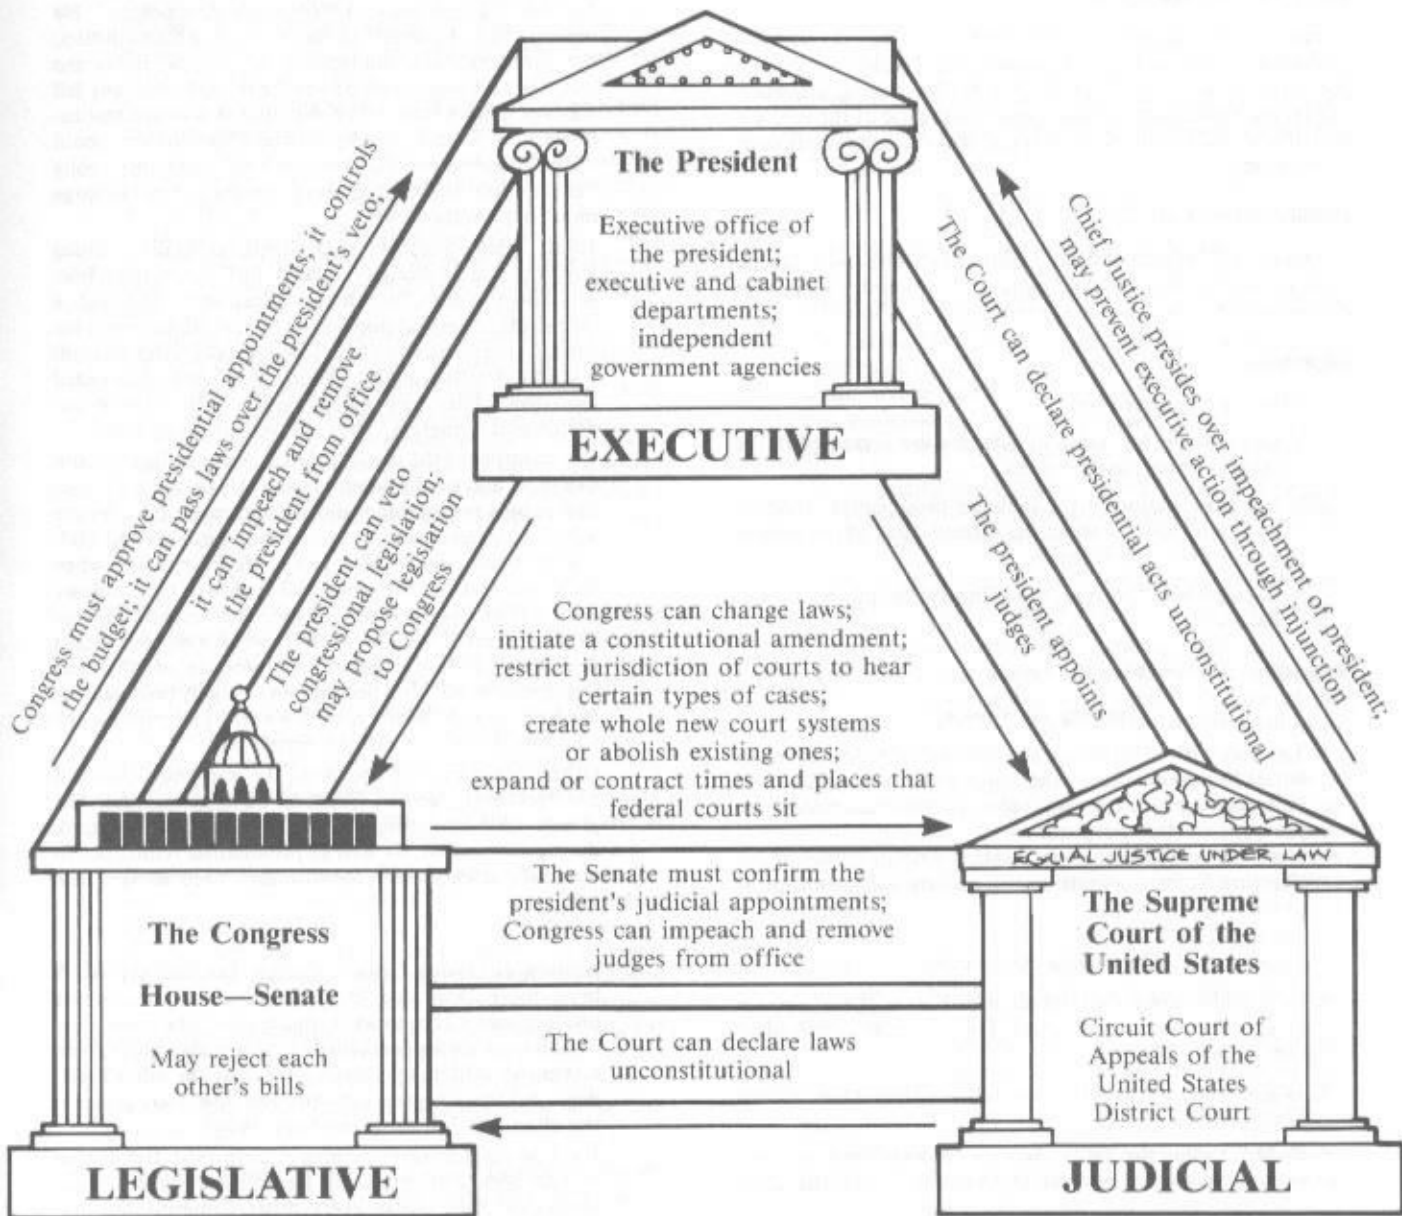 The President
Executive office of
the president;
executive and cabinet
departments;
independent
government agencies
EXECUTIVE
Congress must approve presidential appointments; it controls
the budget; it can pass laws over the president's veto;
it can impeach and remove
the president from office
The president can veto
congressional legislation,
may propose legislation
to Congress
Chief Justice presides over impeachment of president;
may prevent executive action through injunction
The Court can declare presidential acts unconstitutional
The president appoints
judges
Congress can change laws;
initiate a constitutional amendment;
restrict jurisdiction of courts to hear
certain types of cases;
create whole new court systems
or abolish existing ones;
expand or contract times and places that
federal courts sit
The Senate must confirm the
president's judicial appointments;
Congress can impeach and remove
judges from office
The Court can declare laws
unconstitutional
The Congress
House—Senate
May reject each
other's bills
LEGISLATIVE
EQUAL JUSTICE UNDER LAW
The Supreme
Court of the
United States
Circuit Court of
Appeals of the
United States
District Court
JUDICIAL